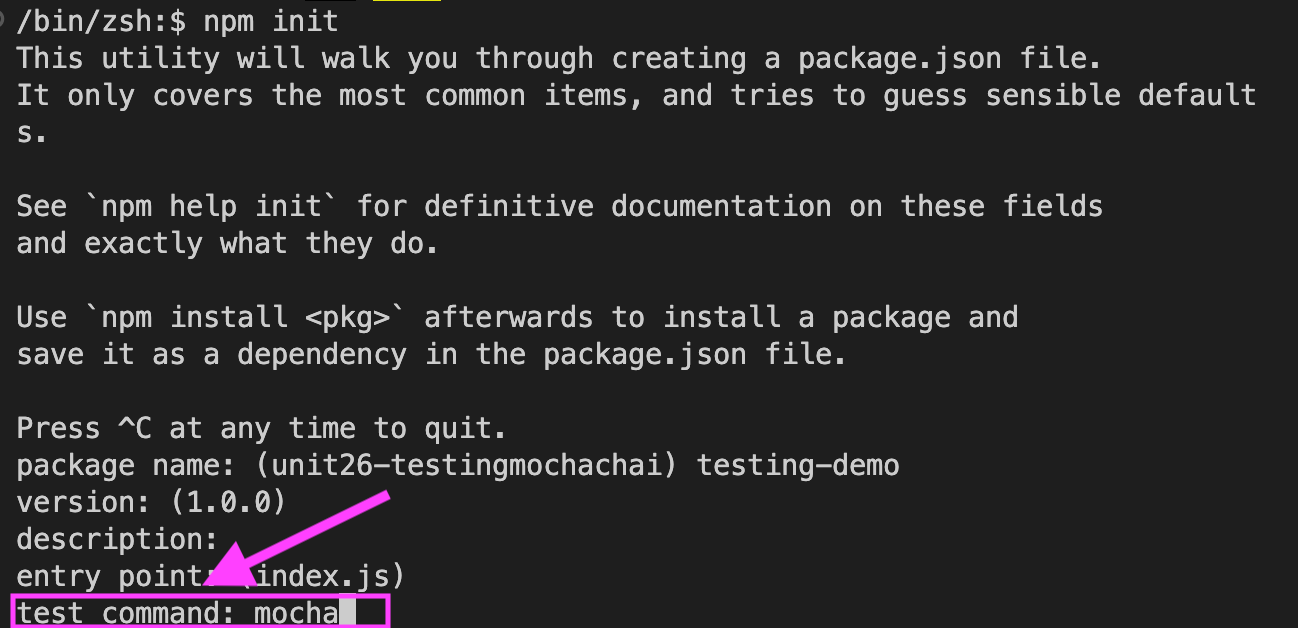 /bin/zsh:$ npm init
This utility will walk you through creating a package.json file.
It only covers the most common items, and tries to guess sensible default
s.
See `npm help init` for definitive documentation on these fields
and exactly what they do.
Use `npm install <pkg>` afterwards to install a package and
save it as a dependency in the package.json file.
Press ^C at any time to quit.
package name: (unit26-testingmochachai) testing-demo
version: (1.0.0)
description:
entry point: (index.js)
test command: mocha